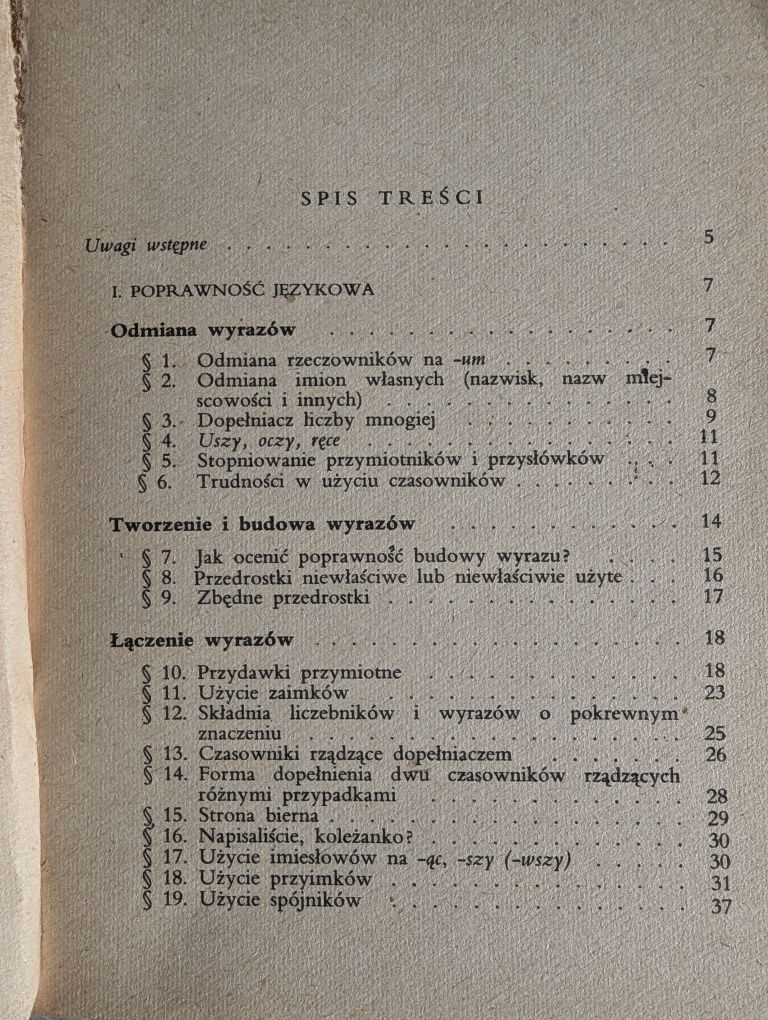 SPIS TREŚCI
Uwagi wstępne . . . . . . . . . . . . . . . . . . . . . . 5
I. POPRAWNOŚĆ JĘZYKOWA 7
Odmiana wyrazów . . . . . . . . . . . . . . . . . . 7
§ 1. Odmiana rzeczowników na -um . . . . . . . . . 7
§ 2. Odmiana imion własnych (nazwisk, nazw miej-
scowości i innych) . . . . . . . . . . . . . . . 8
§ 3. Dopełniacz liczby mnogiej . . . . . . . . . . . 9
§ 4. Uszy, oczy, ręce . . . . . . . . . . . . . . . . 11
§ 5. Stopniowanie przymiotników i przysłówków . . . 11
§ 6. Trudności w użyciu czasowników . . . . . . . . 12
Tworzenie i budowa wyrazów . . . . . . . . . . . . 14
§ 7. Jak ocenić poprawność budowy wyrazu? . . . . 15
§ 8. Przedrostki niewłaściwe lub niewłaściwie użyte . . . 16
§ 9. Zbędne przedrostki . . . . . . . . . . . . . . . 17
Łączenie wyrazów . . . . . . . . . . . . . . . . . . . 18
§ 10. Przydawki przymiotne . . . . . . . . . . . . . 18
§ 11. Użycie zaimków . . . . . . . . . . . . . . . 23
§ 12. Składnia liczebników i wyrazów o pokrewnym
znaczeniu . . . . . . . . . . . . . . . . . . . 25
§ 13. Czasowniki rządzące dopełniaczem . . . . . . . 26
§ 14. Forma dopełnienia dwu czasowników rządzących
różnymi przypadkami . . . . . . . . . . . . . 28
§ 15. Strona bierna . . . . . . . . . . . . . . . . . . 29
§ 16. Napisaliście, koleżanko? . . . . . . . . . . . . . 30
§ 17. Użycie imiesłowów na -ąc, -szy (-wszy) . . . . . 30
§ 18. Użycie przyimków . . . . . . . . . . . . . . . 31
§ 19. Użycie spójników . . . . . . . . . . . . . . . 37